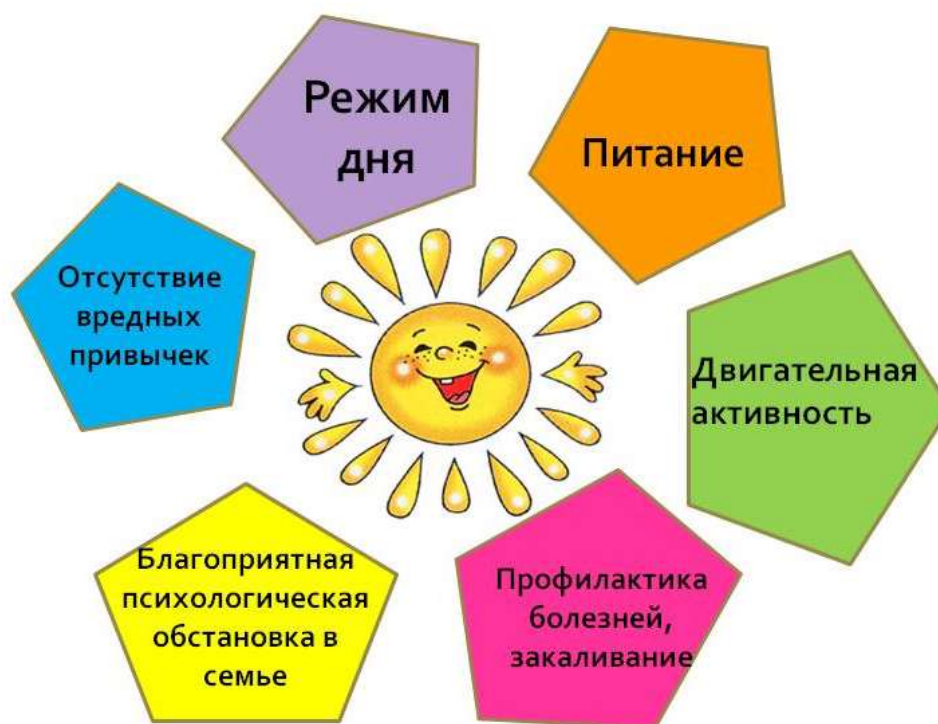 Режим
дня
Питание
Отсутствие
вредных
привычек
Двигательная
активность
Благоприятная
психологическая
обстановка в
семье
Профилактика
болезней,
закаливание